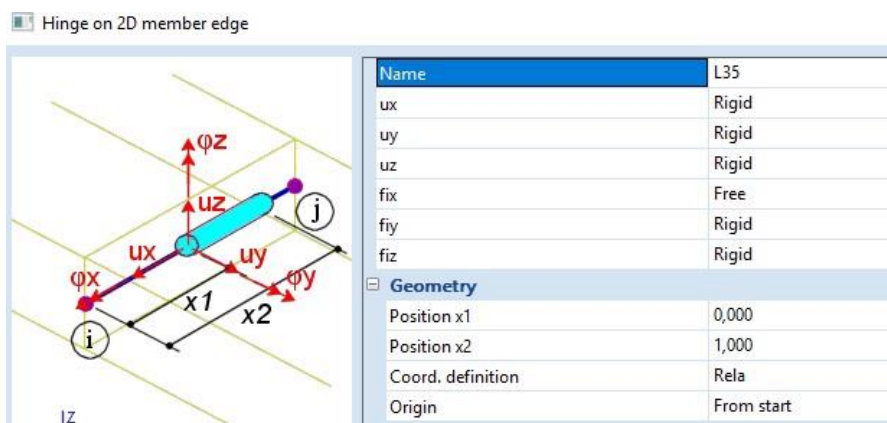 Hinge on 2D member edge
Name L35
ux Rigid
uy Rigid
uz Rigid
fix Free
fiy Rigid
fiz Rigid
Geometry
Position x1 0,000
Position x2 1,000
Coord. definition Rela
Origin From start
φz
uz
j
ux
uy
φx
φy
x1
x2
i